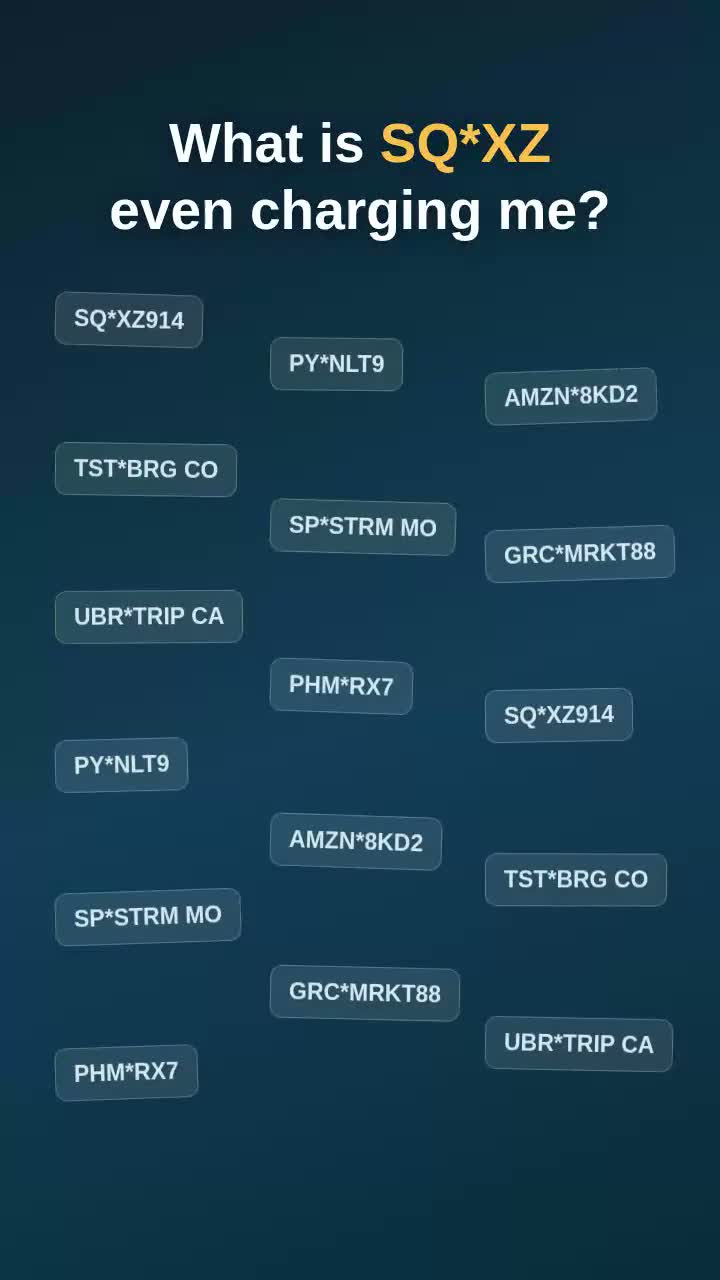 What is SQ*XZ
even charging me?
SQ*XZ914
PY*NLT9
AMZN*8KD2
TST*BRG CO
SP*STRM MO
GRC*MRKT88
UBR*TRIP CA
PHM*RX7
SQ*XZ914
PY*NLT9
AMZN*8KD2
TST*BRG CO
SP*STRM MO
GRC*MRKT88
UBR*TRIP CA
PHM*RX7